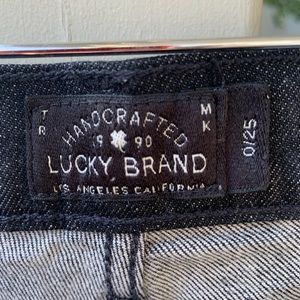 TR MK
HANDCRAFTED
19 90
LUCKY BRAND
LOS ANGELES CALIFORNIA
0/25